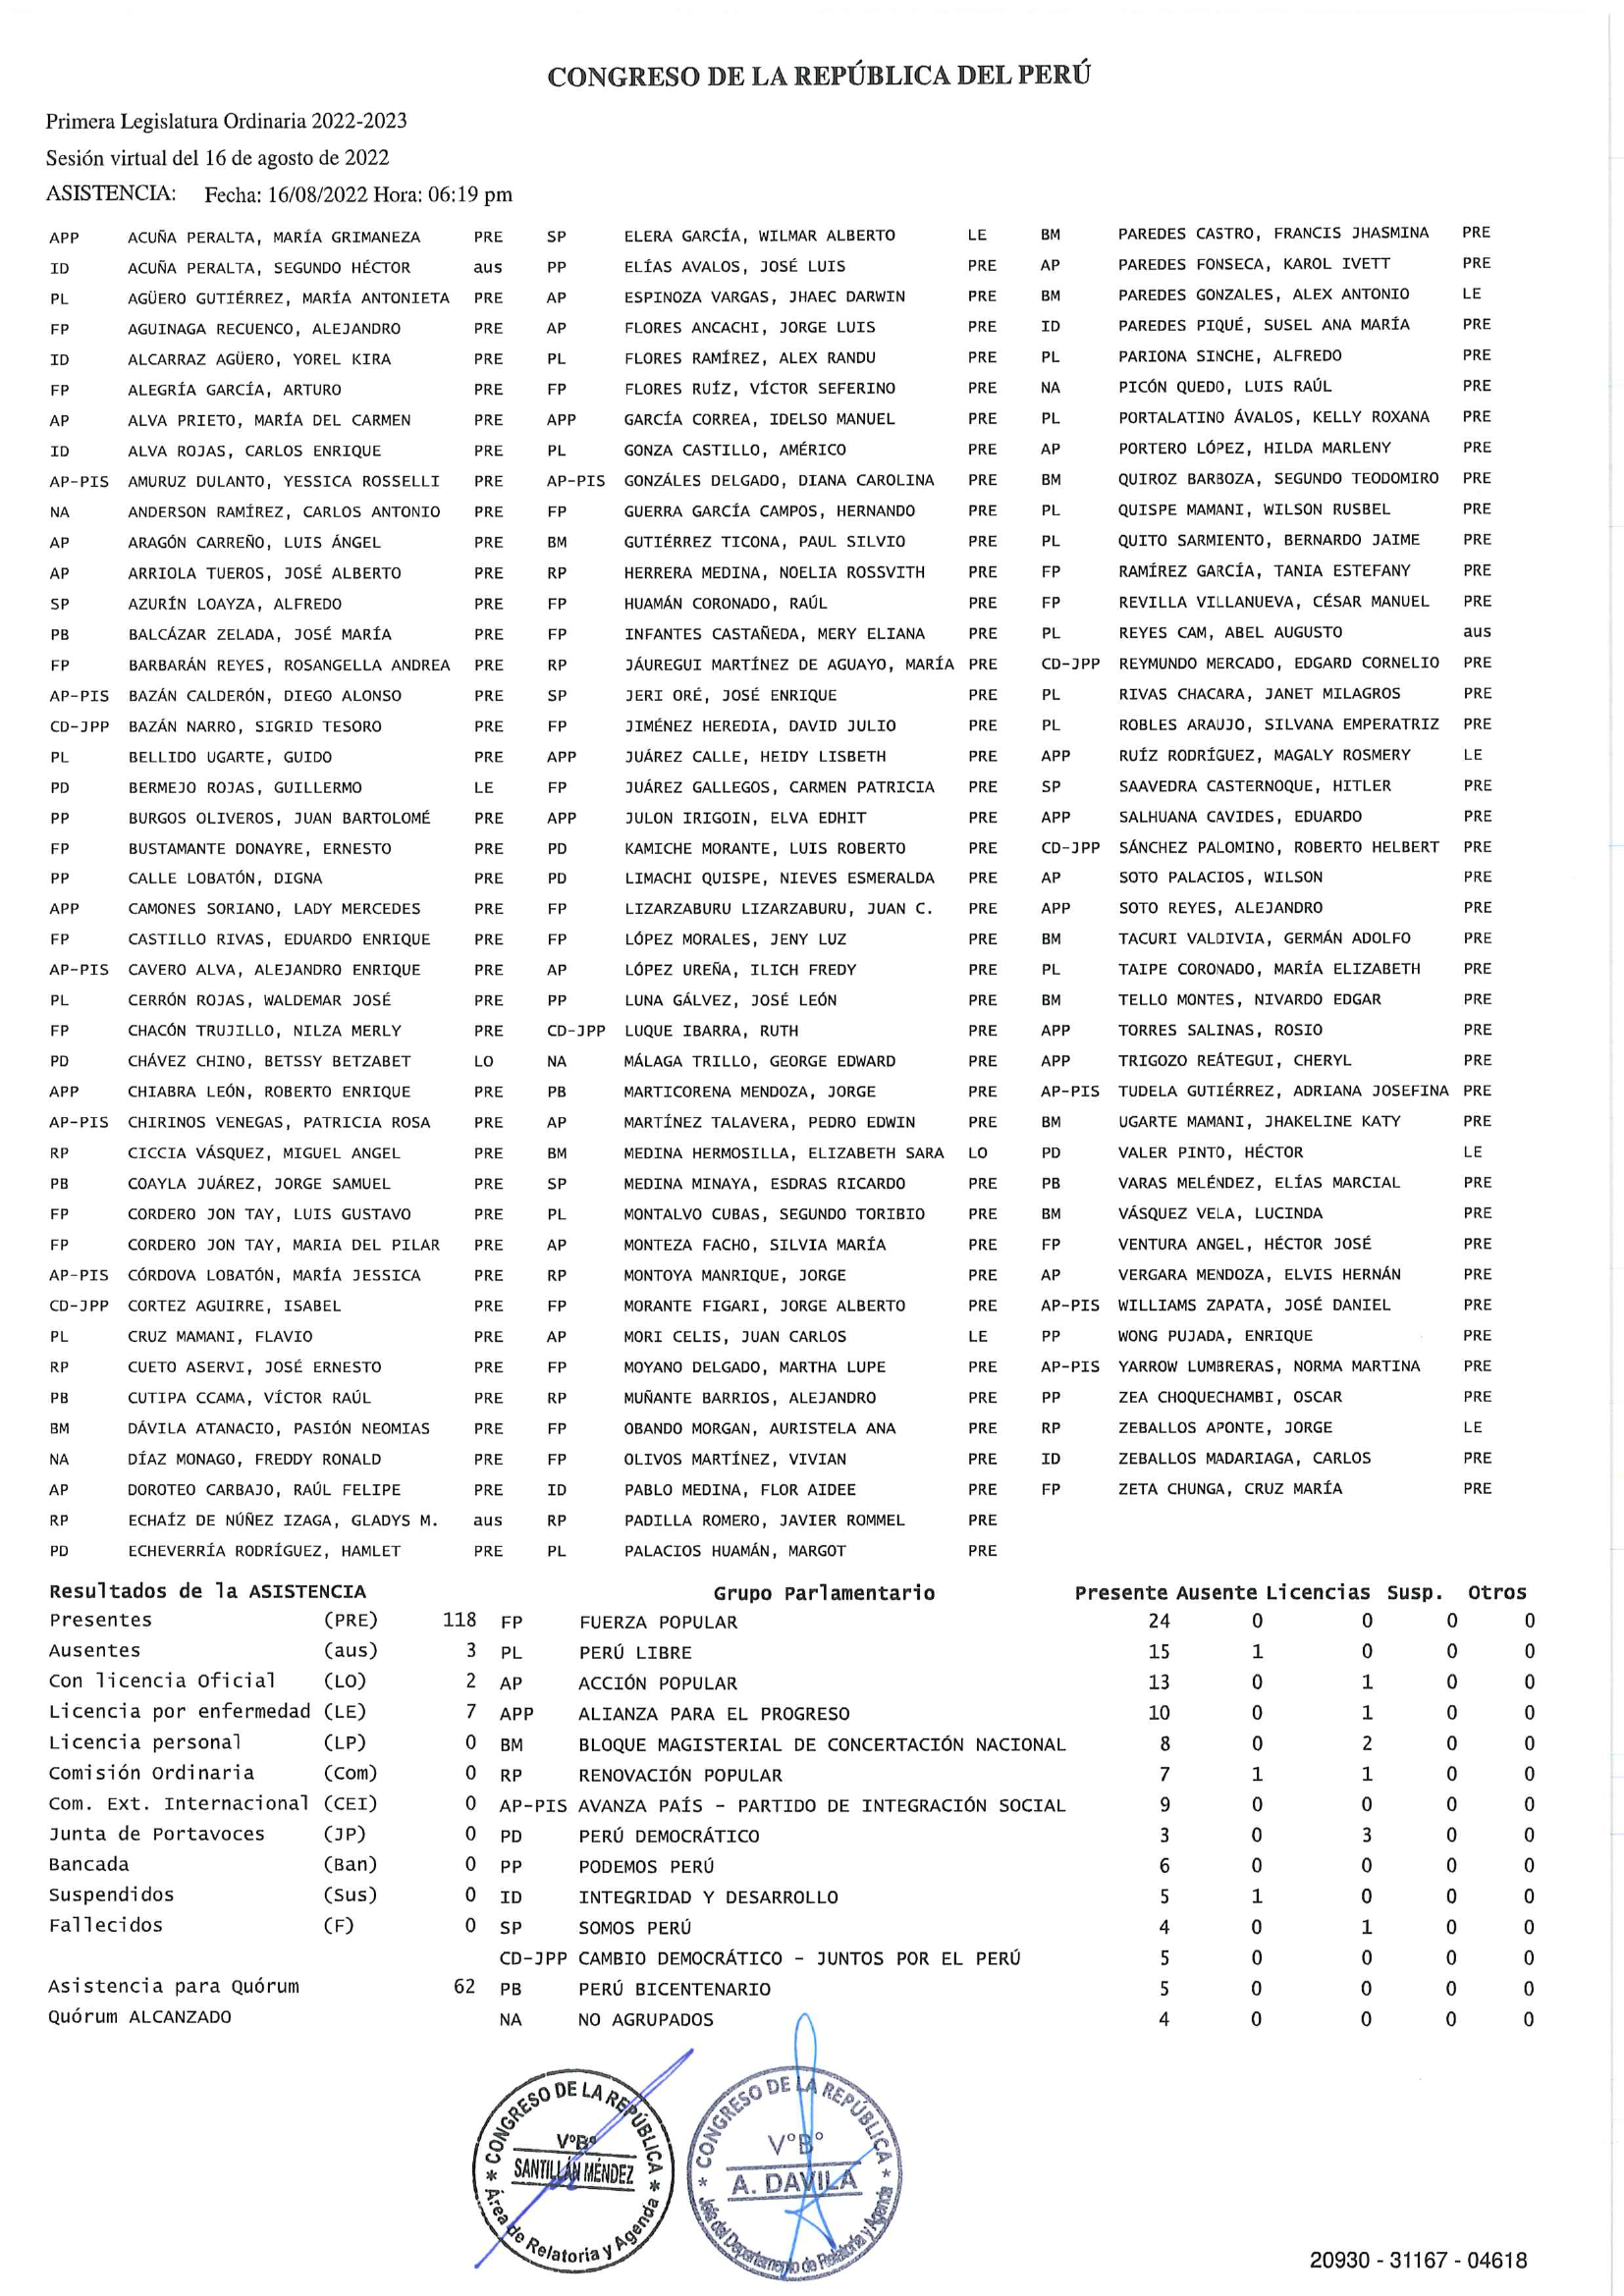 CONGRESO DE LA REPÚBLICA DEL PERÚ
Primera Legislatura Ordinaria 2022-2023
Sesión virtual del 16 de agosto de 2022
ASISTENCIA: Fecha: 16/08/2022 Hora: 06:19 pm
APP ACUÑA PERALTA, MARÍA GRIMANEZA PRE SP ELERA GARCÍA, WILMAR ALBERTO LE BM PAREDES CASTRO, FRANCIS JHASMINA PRE
ID ACUÑA PERALTA, SEGUNDO HÉCTOR aus PP ELÍAS AVALOS, JOSÉ LUIS PRE AP PAREDES FONSECA, KAROL IVETT PRE
PL AGÜERO GUTIÉRREZ, MARÍA ANTONIETA PRE AP ESPINOZA VARGAS, JHAEC DARWIN PRE BM PAREDES GONZALES, ALEX ANTONIO LE
FP AGUINAGA RECUENCO, ALEJANDRO PRE AP FLORES ANCACHI, JORGE LUIS PRE ID PAREDES PIQUÉ, SUSEL ANA MARÍA PRE
ID ALCARRAZ AGÜERO, YOREL KIRA PRE PL FLORES RAMÍREZ, ALEX RANDU PRE PL PARIONA SINCHE, ALFREDO PRE
FP ALEGRÍA GARCÍA, ARTURO PRE FP FLORES RUÍZ, VÍCTOR SEFERINO PRE NA PICÓN QUEDO, LUIS RAÚL PRE
AP ALVA PRIETO, MARÍA DEL CARMEN PRE APP GARCÍA CORREA, IDELSO MANUEL PRE PL PORTALATINO ÁVALOS, KELLY ROXANA PRE
ID ALVA ROJAS, CARLOS ENRIQUE PRE PL GONZA CASTILLO, AMÉRICO PRE AP PORTERO LÓPEZ, HILDA MARLENY PRE
AP-PIS AMURUZ DULANTO, YESSICA ROSSELLI PRE AP-PIS GONZÁLES DELGADO, DIANA CAROLINA PRE BM QUIROZ BARBOZA, SEGUNDO TEODOMIRO PRE
NA ANDERSON RAMÍREZ, CARLOS ANTONIO PRE FP GUERRA GARCÍA CAMPOS, HERNANDO PRE PL QUISPE MAMANI, WILSON RUSBEL PRE
AP ARAGÓN CARREÑO, LUIS ÁNGEL PRE BM GUTIÉRREZ TICONA, PAUL SILVIO PRE PL QUITO SARMIENTO, BERNARDO JAIME PRE
AP ARRIOLA TUEROS, JOSÉ ALBERTO PRE RP HERRERA MEDINA, NOELIA ROSSVITH PRE FP RAMÍREZ GARCÍA, TANIA ESTEFANY PRE
SP AZURÍN LOAYZA, ALFREDO PRE FP HUAMÁN CORONADO, RAÚL PRE FP REVILLA VILLANUEVA, CÉSAR MANUEL PRE
PB BALCÁZAR ZELADA, JOSÉ MARÍA PRE FP INFANTES CASTAÑEDA, MERY ELIANA PRE PL REYES CAM, ABEL AUGUSTO aus
FP BARBARÁN REYES, ROSANGELLA ANDREA PRE RP JÁUREGUI MARTÍNEZ DE AGUAYO, MARÍA PRE CD-JPP REYMUNDO MERCADO, EDGARD CORNELIO PRE
AP-PIS BAZÁN CALDERÓN, DIEGO ALONSO PRE SP JERI ORÉ, JOSÉ ENRIQUE PRE PL RIVAS CHACARA, JANET MILAGROS PRE
CD-JPP BAZÁN NARRO, SIGRID TESORO PRE FP JIMÉNEZ HEREDIA, DAVID JULIO PRE PL ROBLES ARAUJO, SILVANA EMPERATRIZ PRE
PL BELLIDO UGARTE, GUIDO PRE APP JUÁREZ CALLE, HEIDY LISBETH PRE APP RUÍZ RODRÍGUEZ, MAGALY ROSMERY LE
PD BERMEJO ROJAS, GUILLERMO LE FP JUÁREZ GALLEGOS, CARMEN PATRICIA PRE SP SAAVEDRA CASTERNOQUE, HITLER PRE
PP BURGOS OLIVEROS, JUAN BARTOLOMÉ PRE APP JULON IRIGOIN, ELVA EDHIT PRE APP SALHUANA CAVIDES, EDUARDO PRE
FP BUSTAMANTE DONAYRE, ERNESTO PRE PD KAMICHE MORANTE, LUIS ROBERTO PRE CD-JPP SÁNCHEZ PALOMINO, ROBERTO HELBERT PRE
PP CALLE LOBATÓN, DIGNA PRE PD LIMACHI QUISPE, NIEVES ESMERALDA PRE AP SOTO PALACIOS, WILSON PRE
APP CAMONES SORIANO, LADY MERCEDES PRE FP LIZARZABURU LIZARZABURU, JUAN C. PRE APP SOTO REYES, ALEJANDRO PRE
FP CASTILLO RIVAS, EDUARDO ENRIQUE PRE FP LÓPEZ MORALES, JENY LUZ PRE BM TACURI VALDIVIA, GERMÁN ADOLFO PRE
AP-PIS CAVERO ALVA, ALEJANDRO ENRIQUE PRE AP LÓPEZ UREÑA, ILICH FREDY PRE PL TAIPE CORONADO, MARÍA ELIZABETH PRE
PL CERRÓN ROJAS, WALDEMAR JOSÉ PRE PP LUNA GÁLVEZ, JOSÉ LEÓN PRE BM TELLO MONTES, NIVARDO EDGAR PRE
FP CHACÓN TRUJILLO, NILZA MERLY PRE CD-JPP LUQUE IBARRA, RUTH PRE APP TORRES SALINAS, ROSIO PRE
PD CHÁVEZ CHINO, BETSSY BETZABET LO NA MÁLAGA TRILLO, GEORGE EDWARD PRE APP TRIGOZO REÁTEGUI, CHERYL PRE
APP CHIABRA LEÓN, ROBERTO ENRIQUE PRE PB MARTICORENA MENDOZA, JORGE PRE AP-PIS TUDELA GUTIÉRREZ, ADRIANA JOSEFINA PRE
AP-PIS CHIRINOS VENEGAS, PATRICIA ROSA PRE AP MARTÍNEZ TALAVERA, PEDRO EDWIN PRE BM UGARTE MAMANI, JHAKELINE KATY PRE
RP CICCIA VÁSQUEZ, MIGUEL ANGEL PRE BM MEDINA HERMOSILLA, ELIZABETH SARA LO PD VALER PINTO, HÉCTOR LE
PB COAYLA JUÁREZ, JORGE SAMUEL PRE SP MEDINA MINAYA, ESDRAS RICARDO PRE PB VARAS MELÉNDEZ, ELÍAS MARCIAL PRE
FP CORDERO JON TAY, LUIS GUSTAVO PRE PL MONTALVO CUBAS, SEGUNDO TORIBIO PRE BM VÁSQUEZ VELA, LUCINDA PRE
FP CORDERO JON TAY, MARIA DEL PILAR PRE AP MONTEZA FACHO, SILVIA MARÍA PRE FP VENTURA ANGEL, HÉCTOR JOSÉ PRE
AP-PIS CÓRDOVA LOBATÓN, MARÍA JESSICA PRE RP MONTOYA MANRIQUE, JORGE PRE AP VERGARA MENDOZA, ELVIS HERNÁN PRE
CD-JPP CORTEZ AGUIRRE, ISABEL PRE FP MORANTE FIGARI, JORGE ALBERTO PRE AP-PIS WILLIAMS ZAPATA, JOSÉ DANIEL PRE
PL CRUZ MAMANI, FLAVIO PRE AP MORI CELIS, JUAN CARLOS LE PP WONG PUJADA, ENRIQUE PRE
RP CUETO ASERVI, JOSÉ ERNESTO PRE FP MOYANO DELGADO, MARTHA LUPE PRE AP-PIS YARROW LUMBRERAS, NORMA MARTINA PRE
PB CUTIPA CCAMA, VÍCTOR RAÚL PRE RP MUÑANTE BARRIOS, ALEJANDRO PRE PP ZEA CHOQUECHAMBI, OSCAR PRE
BM DÁVILA ATANACIO, PASIÓN NEOMIAS PRE FP OBANDO MORGAN, AURISTELA ANA PRE RP ZEBALLOS APONTE, JORGE LE
NA DÍAZ MONAGO, FREDDY RONALD PRE FP OLIVOS MARTÍNEZ, VIVIAN PRE ID ZEBALLOS MADARIAGA, CARLOS PRE
AP DOROTEO CARBAJO, RAÚL FELIPE PRE ID PABLO MEDINA, FLOR AIDEE PRE FP ZETA CHUNGA, CRUZ MARÍA PRE
RP ECHAÍZ DE NÚÑEZ IZAGA, GLADYS M. aus RP PADILLA ROMERO, JAVIER ROMMEL PRE
PD ECHEVERRÍA RODRÍGUEZ, HAMLET PRE PL PALACIOS HUAMÁN, MARGOT PRE
Resultados de la ASISTENCIA Grupo Parlamentario Presente Ausente Licencias Susp. Otros
Presentes (PRE) 118 FP FUERZA POPULAR 24 0 0 0 0
Ausentes (aus) 3 PL PERÚ LIBRE 15 1 0 0 0
Con licencia Oficial (LO) 2 AP ACCIÓN POPULAR 13 0 1 0 0
Licencia por enfermedad (LE) 7 APP ALIANZA PARA EL PROGRESO 10 0 1 0 0
Licencia personal (LP) 0 BM BLOQUE MAGISTERIAL DE CONCERTACIÓN NACIONAL 8 0 2 0 0
Comisión Ordinaria (Com) 0 RP RENOVACIÓN POPULAR 7 1 1 0 0
Com. Ext. Internacional (CEI) 0 AP-PIS AVANZA PAÍS - PARTIDO DE INTEGRACIÓN SOCIAL 9 0 0 0 0
Junta de Portavoces (JP) 0 PD PERÚ DEMOCRÁTICO 3 0 3 0 0
Bancada (Ban) 0 PP PODEMOS PERÚ 6 0 0 0 0
Suspendidos (Sus) 0 ID INTEGRIDAD Y DESARROLLO 5 1 0 0 0
Fallecidos (F) 0 SP SOMOS PERÚ 4 0 1 0 0
CD-JPP CAMBIO DEMOCRÁTICO - JUNTOS POR EL PERÚ 5 0 0 0 0
Asistencia para Quórum 62 PB PERÚ BICENTENARIO 5 0 0 0 0
Quórum ALCANZADO NA NO AGRUPADOS 4 0 0 0 0
* CONGRESO DE LA REPÚBLICA *
V°B°
SANTILLÁN MÉNDEZ
Área de Relatoría y Agenda
* CONGRESO DE LA REPÚBLICA *
V°B°
A. DAVILA
Jefa del Departamento de Relatoría y Agenda
20930 - 31167 - 04618